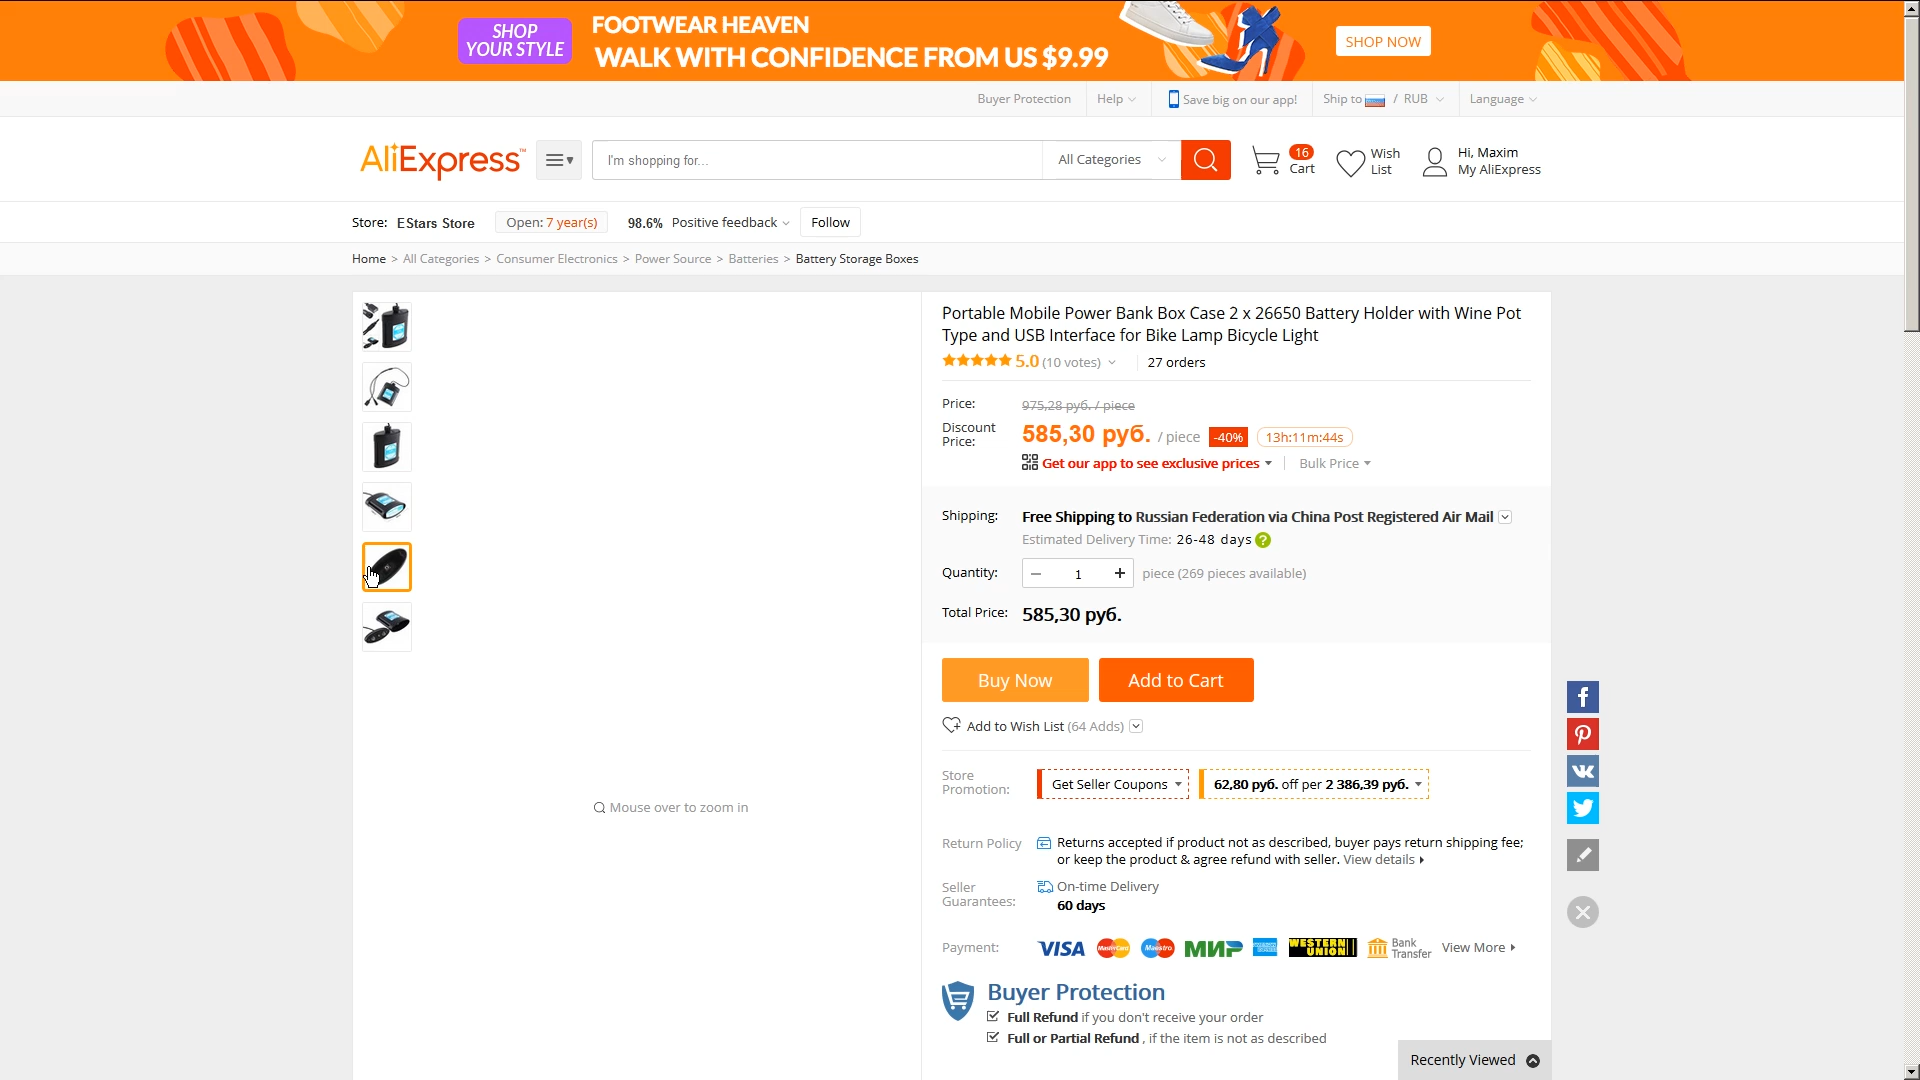 SHOP
YOUR STYLE
FOOTWEAR HEAVEN
WALK WITH CONFIDENCE FROM US $9.99
SHOP NOW
Buyer Protection
Help
Save big on our app!
Ship to / RUB
Language
AliExpress™
I'm shopping for...
All Categories
16
Cart
Wish
List
Hi, Maxim
My AliExpress
Store: EStars Store
Open: 7 year(s)
98.6% Positive feedback
Follow
Home > All Categories > Consumer Electronics > Power Source > Batteries > Battery Storage Boxes
Portable Mobile Power Bank Box Case 2 x 26650 Battery Holder with Wine Pot
Type and USB Interface for Bike Lamp Bicycle Light
5.0 (10 votes)
27 orders
Price: 975,28 руб. / piece
Discount
Price:
585,30 руб. / piece -40% 13h:11m:44s
Get our app to see exclusive prices
Bulk Price
Shipping: Free Shipping to Russian Federation via China Post Registered Air Mail
Estimated Delivery Time: 26-48 days ?
Quantity: − 1 + piece (269 pieces available)
Total Price: 585,30 руб.
Buy Now
Add to Cart
Add to Wish List (64 Adds)
Store
Promotion:
Get Seller Coupons
62,80 руб. off per 2 386,39 руб.
Mouse over to zoom in
Return Policy
Returns accepted if product not as described, buyer pays return shipping fee;
or keep the product & agree refund with seller. View details
Seller
Guarantees:
On-time Delivery
60 days
Payment: VISA MasterCard Maestro МИР AMERICAN EXPRESS WESTERN UNION Bank Transfer View More
Buyer Protection
Full Refund if you don't receive your order
Full or Partial Refund , if the item is not as described
Recently Viewed